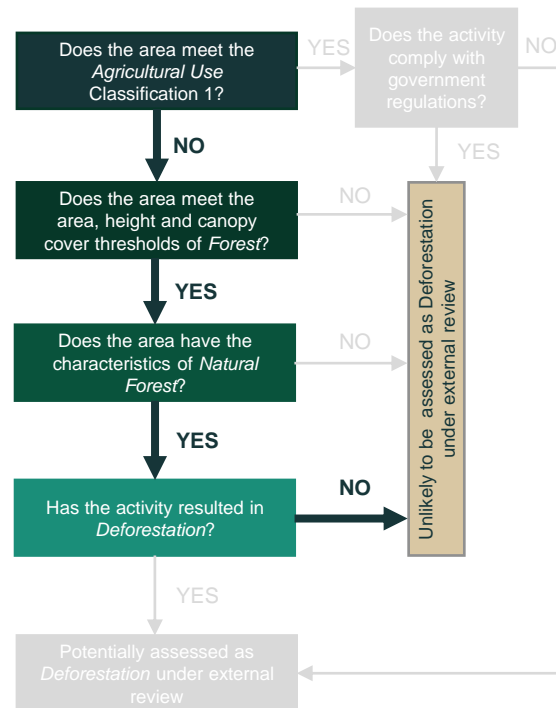 Does the area meet the
Agricultural Use
Classification 1?
YES
Does the activity
comply with
government
regulations?
NO
NO
YES
Does the area meet the
area, height and canopy
cover thresholds of Forest?
NO
YES
Does the area have the
characteristics of Natural
Forest?
NO
YES
Unlikely to be assessed as Deforestation
under external review
Has the activity resulted in
Deforestation?
NO
YES
Potentially assessed as
Deforestation under external
review